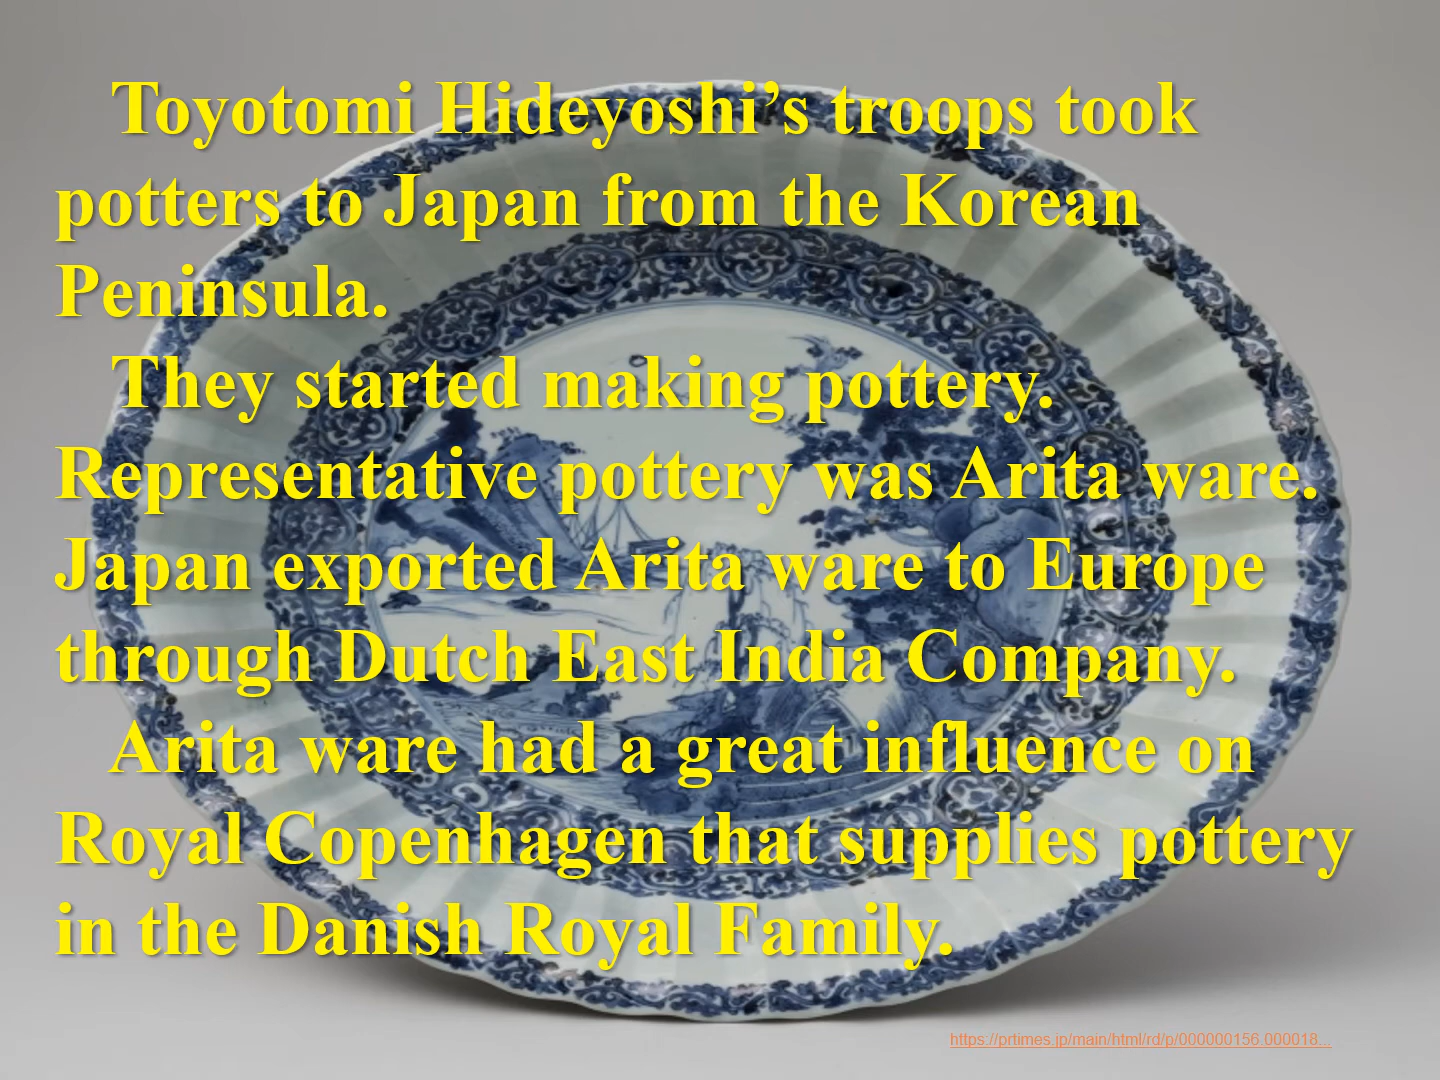 Toyotomi Hideyoshi’s troops took
potters to Japan from the Korean
Peninsula.
They started making pottery.
Representative pottery was Arita ware.
Japan exported Arita ware to Europe
through Dutch East India Company.
Arita ware had a great influence on
Royal Copenhagen that supplies pottery
in the Danish Royal Family.
https://prtimes.jp/main/html/rd/p/000000156.000018...